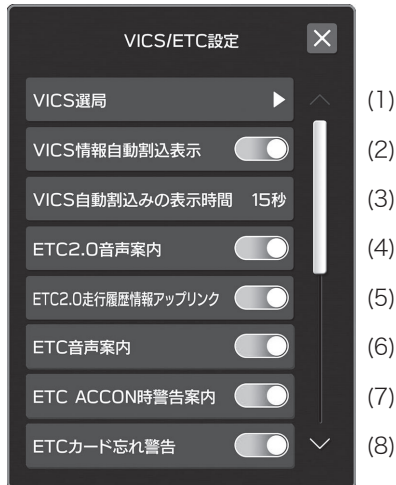 VICS/ETC設定
VICS選局 (1)
VICS情報自動割込表示 (2)
VICS自動割込みの表示時間 15秒 (3)
ETC2.0音声案内 (4)
ETC2.0走行履歴情報アップリンク (5)
ETC音声案内 (6)
ETC ACCON時警告案内 (7)
ETCカード忘れ警告 (8)